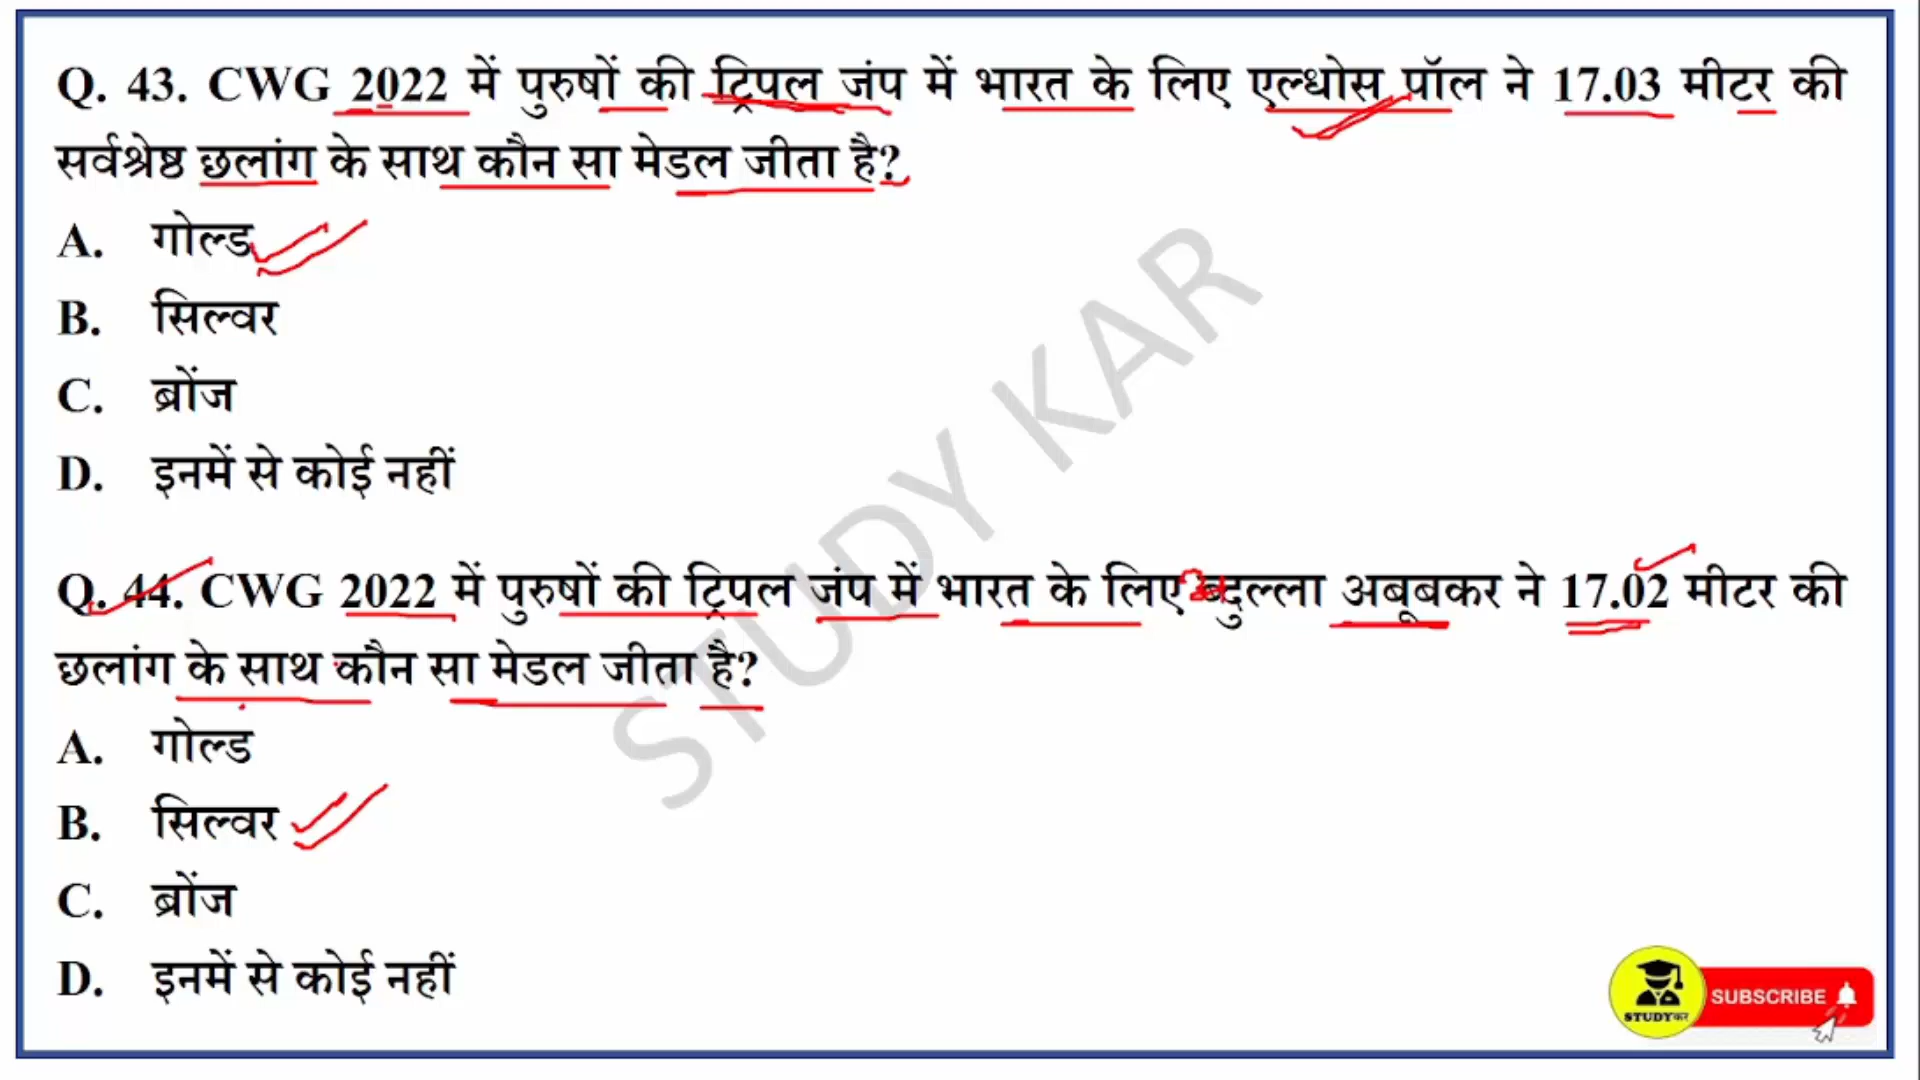 Q. 43. CWG 2022 में पुरुषों की ट्रिपल जंप में भारत के लिए एल्धोस पॉल ने 17.03 मीटर की
सर्वश्रेष्ठ छलांग के साथ कौन सा मेडल जीता है?
A. गोल्ड
B. सिल्वर
C. ब्रोंज
D. इनमें से कोई नहीं
Q. 44. CWG 2022 में पुरुषों की ट्रिपल जंप में भारत के लिए अब्दुल्ला अबूबकर ने 17.02 मीटर की
छलांग के साथ कौन सा मेडल जीता है?
A. गोल्ड
B. सिल्वर
C. ब्रोंज
D. इनमें से कोई नहीं
STUDY KAR
STUDYकर
SUBSCRIBE